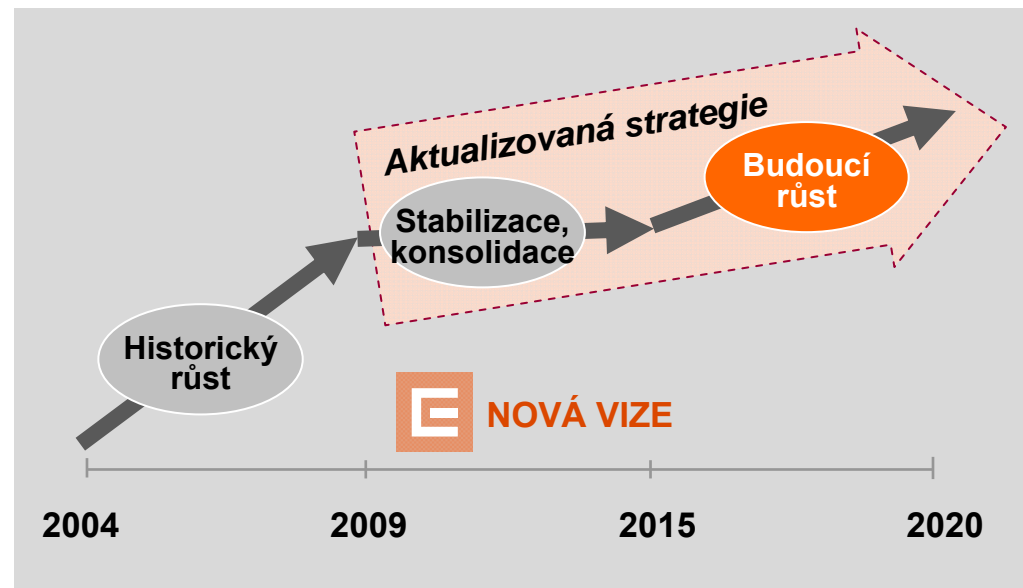 Aktualizovaná strategie
Budoucí
růst
Stabilizace,
konsolidace
Historický
růst
NOVÁ VIZE
2004 2009 2015 2020